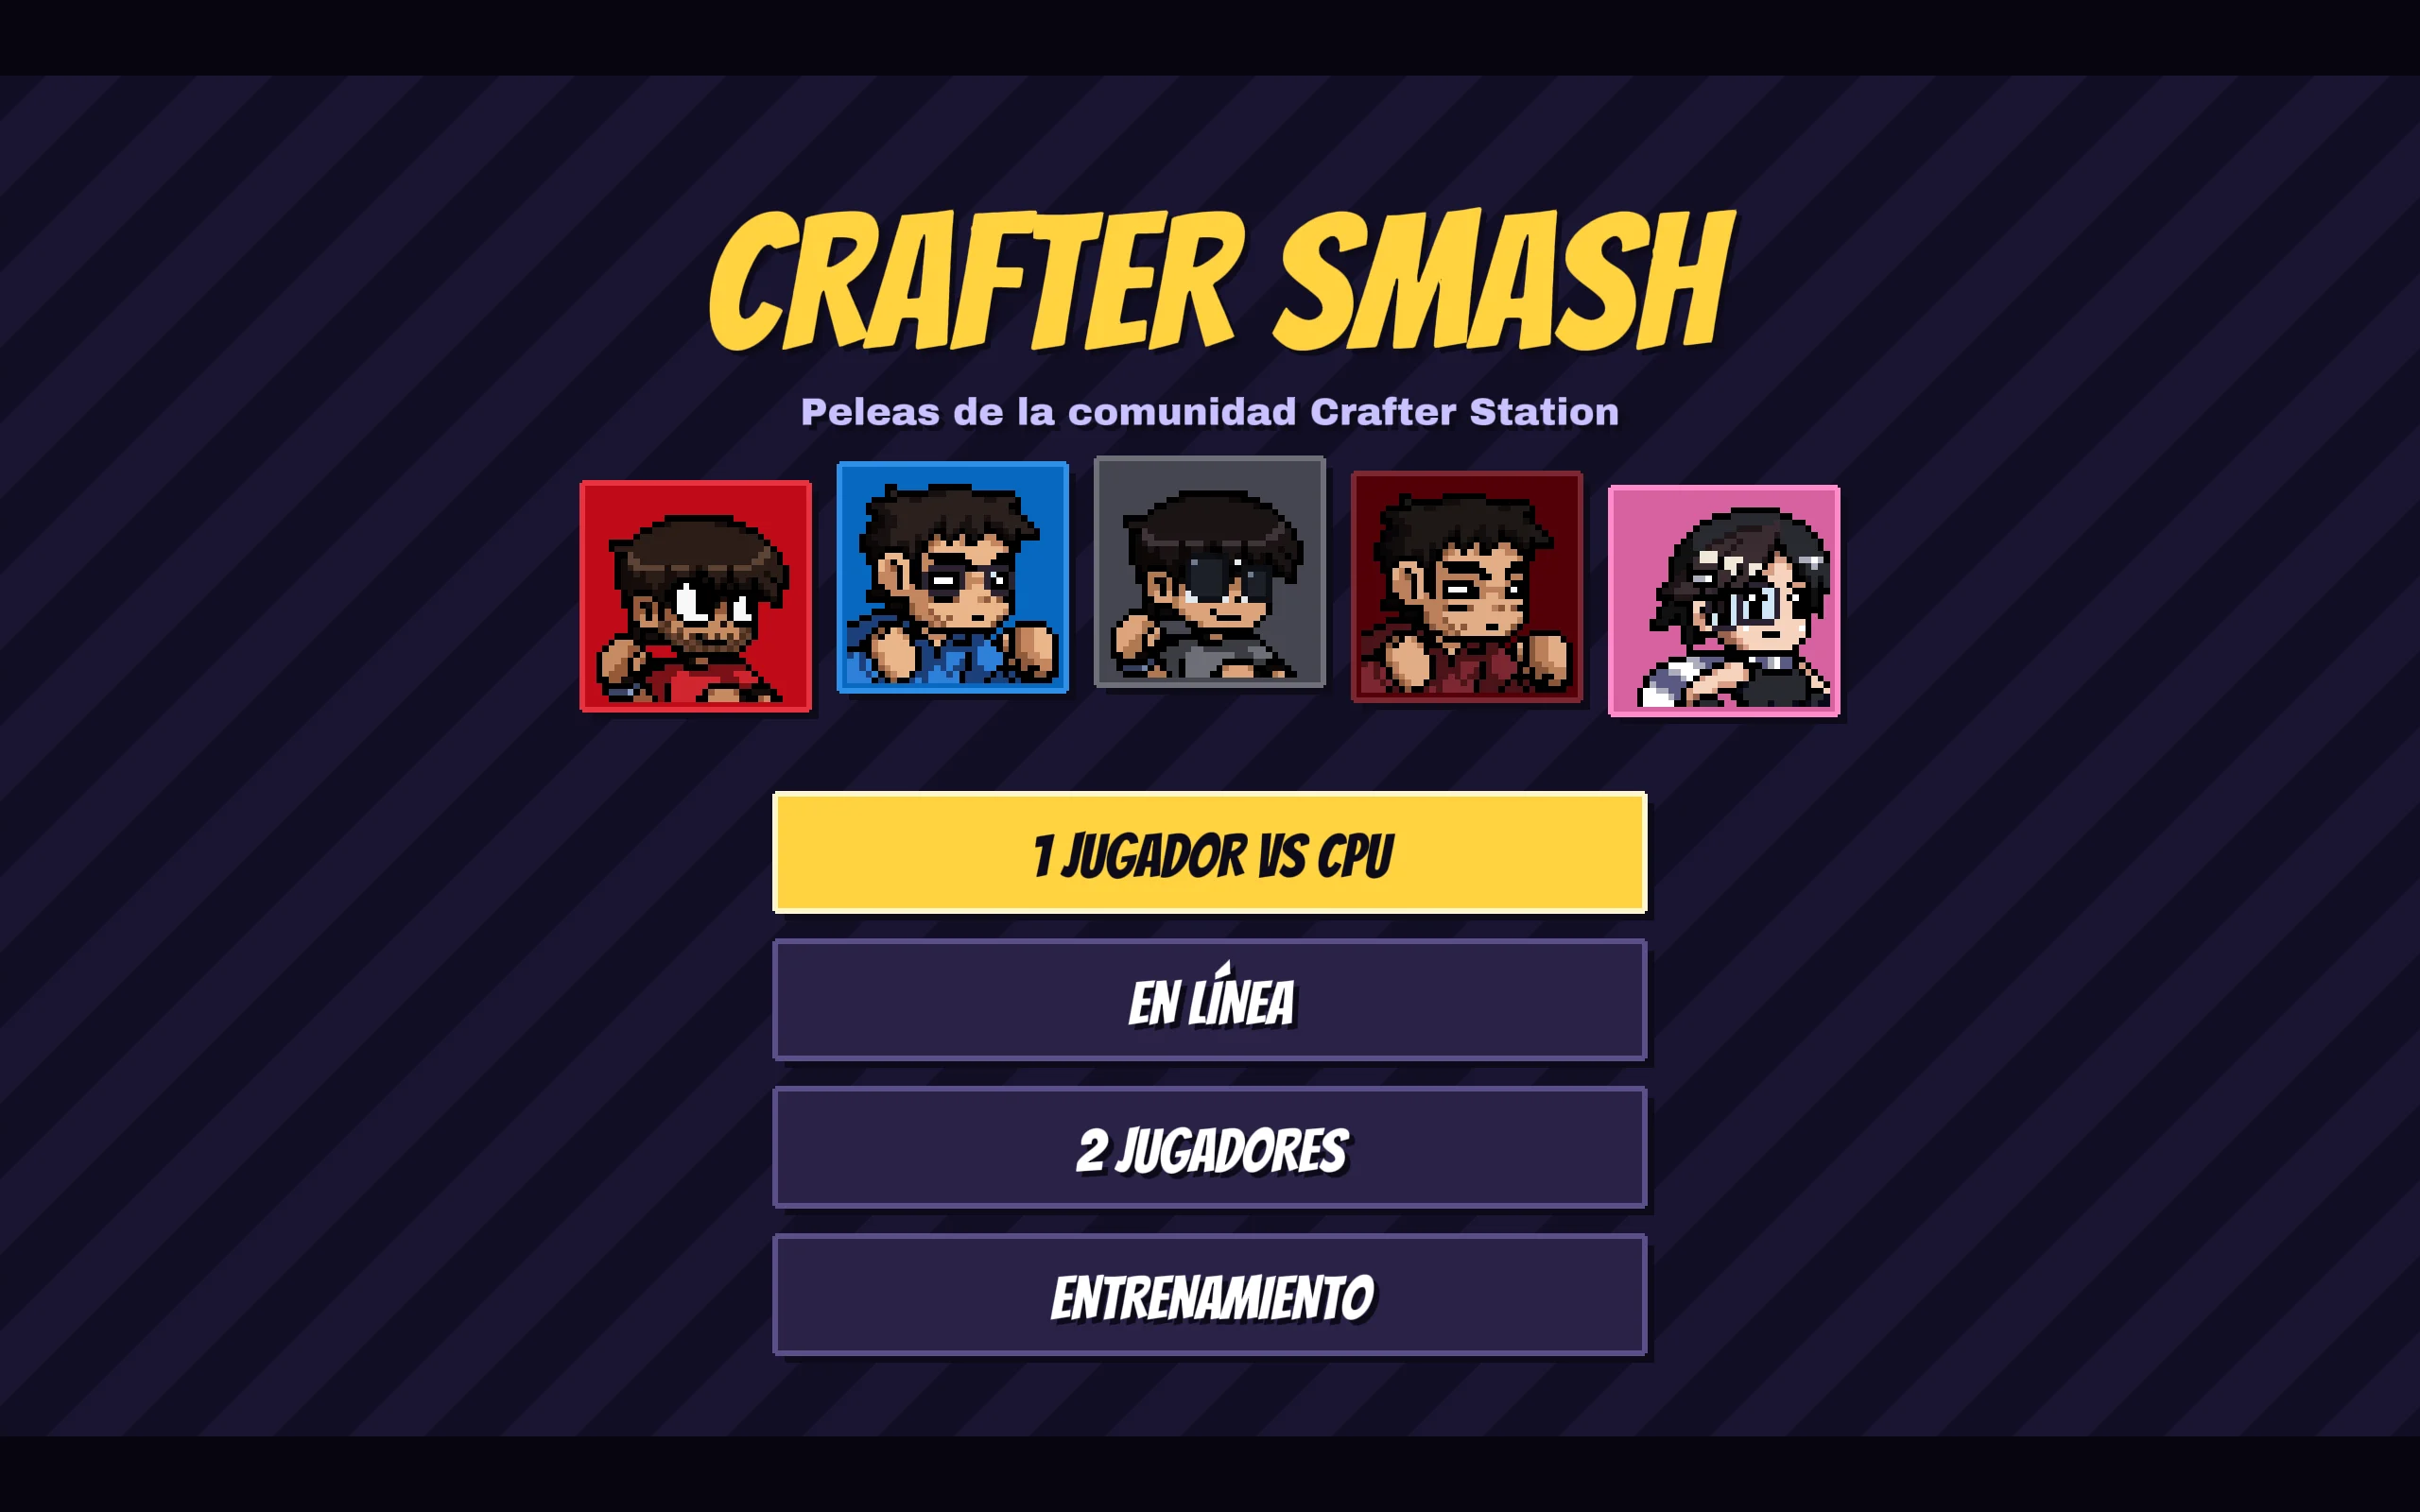 CRAFTER SMASH
Peleas de la comunidad Crafter Station
1 JUGADOR VS CPU
EN LÍNEA
2 JUGADORES
ENTRENAMIENTO